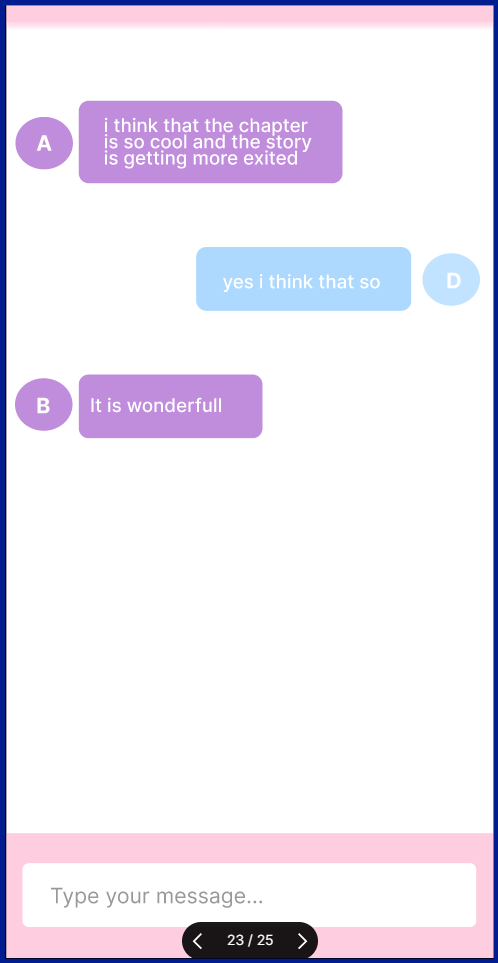 A
i think that the chapter
is so cool and the story
is getting more exited
yes i think that so
D
B
It is wonderfull
Type your message...
23 / 25